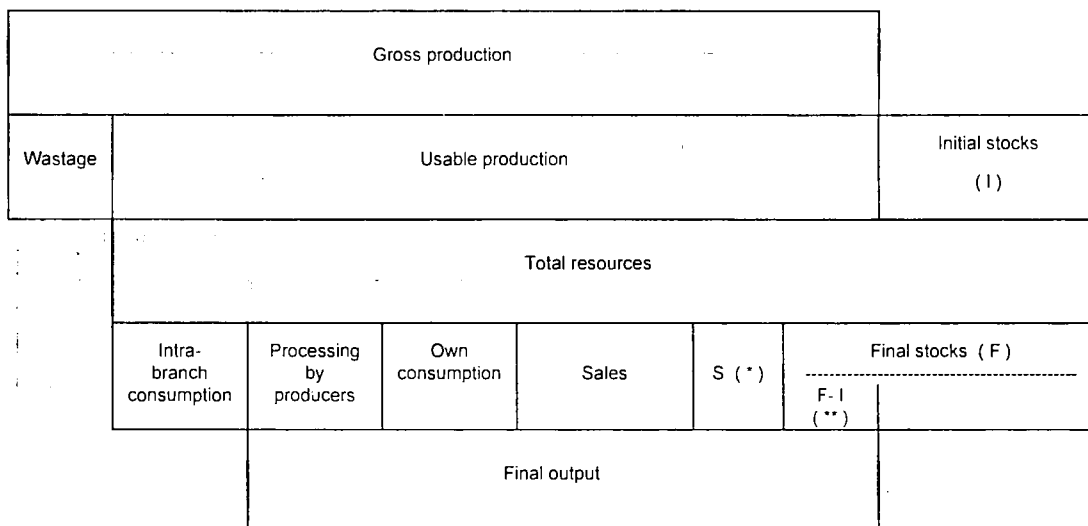 Gross production
Wastage
Usable production
Initial stocks
( I )
Total resources
Intra-
branch
consumption
Processing
by
producers
Own
consumption
Sales
S ( * )
Final stocks ( F )
F - I
( ** )
Final output